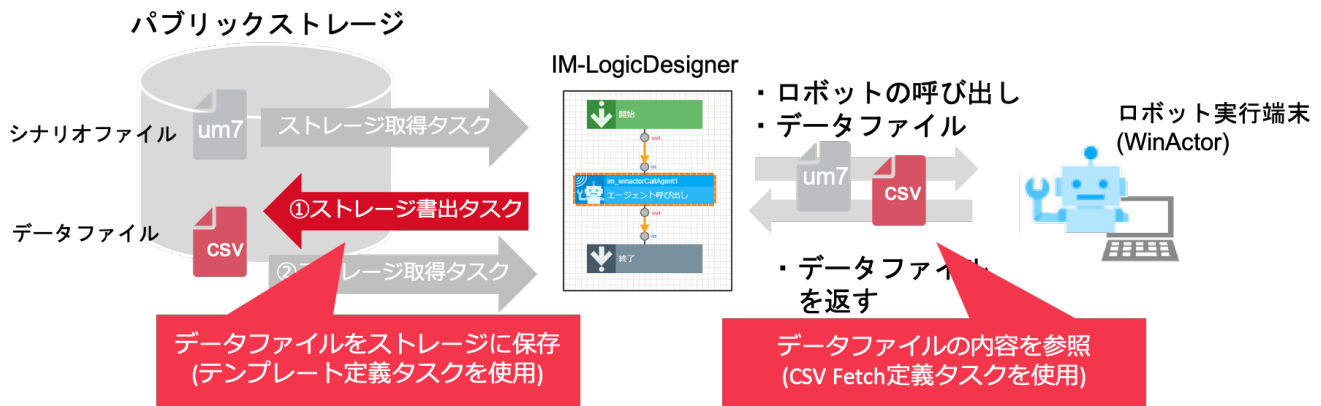 パブリックストレージ
シナリオファイル
um7
ストレージ取得タスク
データファイル
CSV
①ストレージ書出タスク
②ストレージ取得タスク
データファイルをストレージに保存
(テンプレート定義タスクを使用)
IM-LogicDesigner
開始
out
in
im_winactorCallAgent1
エージェント呼び出し
out
in
終了
・ロボットの呼び出し
・データファイル
um7
CSV
・データファイル
を返す
データファイルの内容を参照
(CSV Fetch定義タスクを使用)
ロボット実行端末
(WinActor)